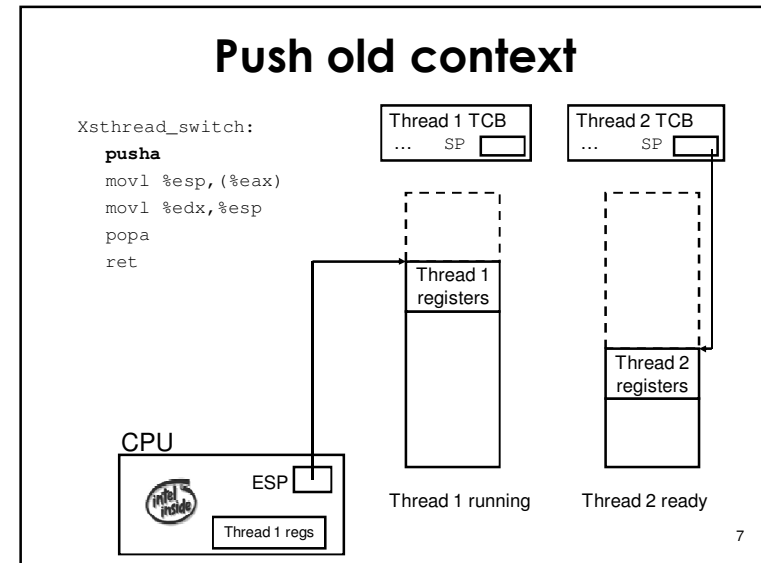 Push old context
Xsthread_switch:
pusha
movl %esp,(%eax)
movl %edx,%esp
popa
ret
Thread 1 TCB
... SP
Thread 2 TCB
... SP
Thread 1
registers
Thread 2
registers
CPU
ESP
intel
inside
Thread 1 regs
Thread 1 running
Thread 2 ready
7